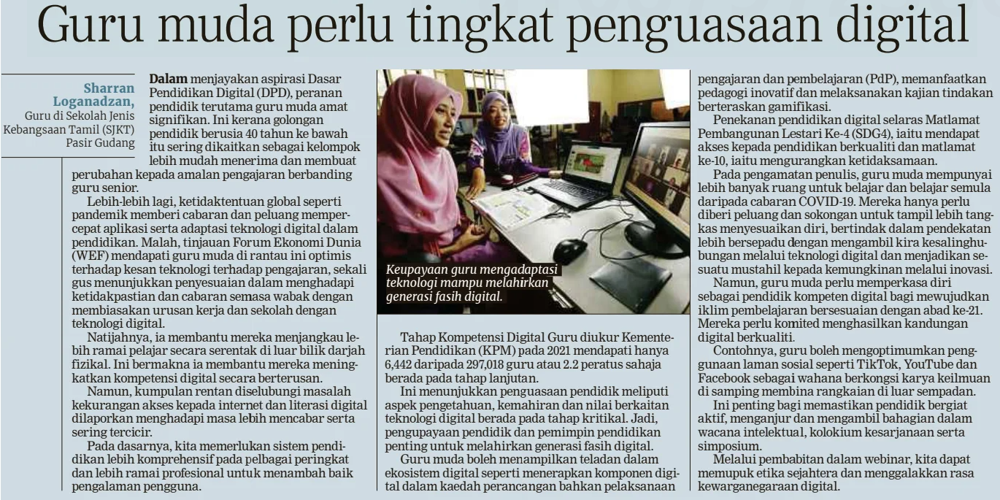 Guru muda perlu tingkat penguasaan digital
Sharran
Loganadzan,
Guru di Sekolah Jenis
Kebangsaan Tamil (SJKT)
Pasir Gudang
Dalam menjayakan aspirasi Dasar
Pendidikan Digital (DPD), peranan
pendidik terutama guru muda amat
signifikan. Ini kerana golongan
pendidik berusia 40 tahun ke bawah
itu sering dikaitkan sebagai kelompok
lebih mudah menerima dan membuat
perubahan kepada amalan pengajaran berbanding
guru senior.
Lebih-lebih lagi, ketidaktentuan global seperti
pandemik memberi cabaran dan peluang memper-
cepat aplikasi serta adaptasi teknologi digital dalam
pendidikan. Malah, tinjauan Forum Ekonomi Dunia
(WEF) mendapati guru muda di rantau ini optimis
terhadap kesan teknologi terhadap pengajaran, sekali
gus menunjukkan penyesuaian dalam menghadapi
ketidakpastian dan cabaran semasa wabak dengan
membiasakan urusan kerja dan sekolah dengan
teknologi digital.
Natijahnya, ia membantu mereka menjangkau le-
bih ramai pelajar secara serentak di luar bilik darjah
fizikal. Ini bermakna ia membantu mereka mening-
katkan kompetensi digital secara berterusan.
Namun, kumpulan rentan diselubungi masalah
kekurangan akses kepada internet dan literasi digital
dilaporkan menghadapi masa lebih mencabar serta
sering tercicir.
Pada dasarnya, kita memerlukan sistem pendi-
dikan lebih komprehensif pada pelbagai peringkat
dan lebih ramai profesional untuk menambah baik
pengalaman pengguna.
Keupayaan guru mengadaptasi
teknologi mampu melahirkan
generasi fasih digital.
Tahap Kompetensi Digital Guru diukur Kemente-
rian Pendidikan (KPM) pada 2021 mendapati hanya
6,442 daripada 297,018 guru atau 2.2 peratus sahaja
berada pada tahap lanjutan.
Ini menunjukkan penguasaan pendidik meliputi
aspek pengetahuan, kemahiran dan nilai berkaitan
teknologi digital berada pada tahap kritikal. Jadi,
pengupayaan pendidik dan pemimpin pendidikan
penting untuk melahirkan generasi fasih digital.
Guru muda boleh menampilkan teladan dalam
ekosistem digital seperti menerapkan komponen digi-
tal dalam kaedah perancangan bahkan pelaksanaan
pengajaran dan pembelajaran (PdP), memanfaatkan
pedagogi inovatif dan melaksanakan kajian tindakan
berteraskan gamifikasi.
Penekanan pendidikan digital selaras Matlamat
Pembangunan Lestari Ke-4 (SDG4), iaitu mendapat
akses kepada pendidikan berkualiti dan matlamat
ke-10, iaitu mengurangkan ketidaksamaan.
Pada pengamatan penulis, guru muda mempunyai
lebih banyak ruang untuk belajar dan belajar semula
daripada cabaran COVID-19. Mereka hanya perlu
diberi peluang dan sokongan untuk tampil lebih tang-
kas menyesuaikan diri, bertindak dalam pendekatan
lebih bersepadu dengan mengambil kira kesalinghu-
bungan melalui teknologi digital dan menjadikan se-
suatu mustahil kepada kemungkinan melalui inovasi.
Namun, guru muda perlu memperkasa diri
sebagai pendidik kompeten digital bagi mewujudkan
iklim pembelajaran bersesuaian dengan abad ke-21.
Mereka perlu komited menghasilkan kandungan
digital berkualiti.
Contohnya, guru boleh mengoptimumkan peng-
gunaan laman sosial seperti TikTok, YouTube dan
Facebook sebagai wahana berkongsi karya keilmuan
di samping membina rangkaian di luar sempadan.
Ini penting bagi memastikan pendidik bergiat
aktif, menganjur dan mengambil bahagian dalam
wacana intelektual, kolokium kesarjanaan serta
simposium.
Melalui pembabitan dalam webinar, kita dapat
memupuk etika sejahtera dan menggalakkan rasa
kewarganegaraan digital.